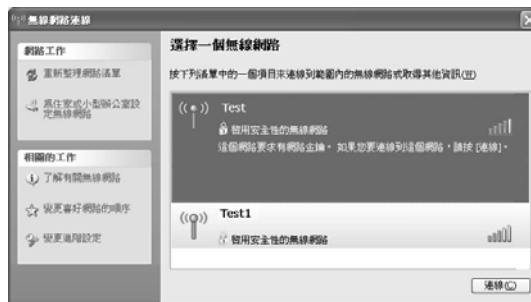 無線網路連線
網路工作
重新整理網路清單
為住家或小型辦公室設
定無線網路
相關的工作
了解有關無線網路
變更喜好網路的順序
變更進階設定
選擇一個無線網路
按下列清單中的一個項目來連線到範圍內的無線網路或取得其他資訊(W)
Test
啟用安全性的無線網路
這個網路要求有網路金鑰。如果您要連線到這個網路，請按 [連線]。
Test1
啟用安全性的無線網路
連線(C)